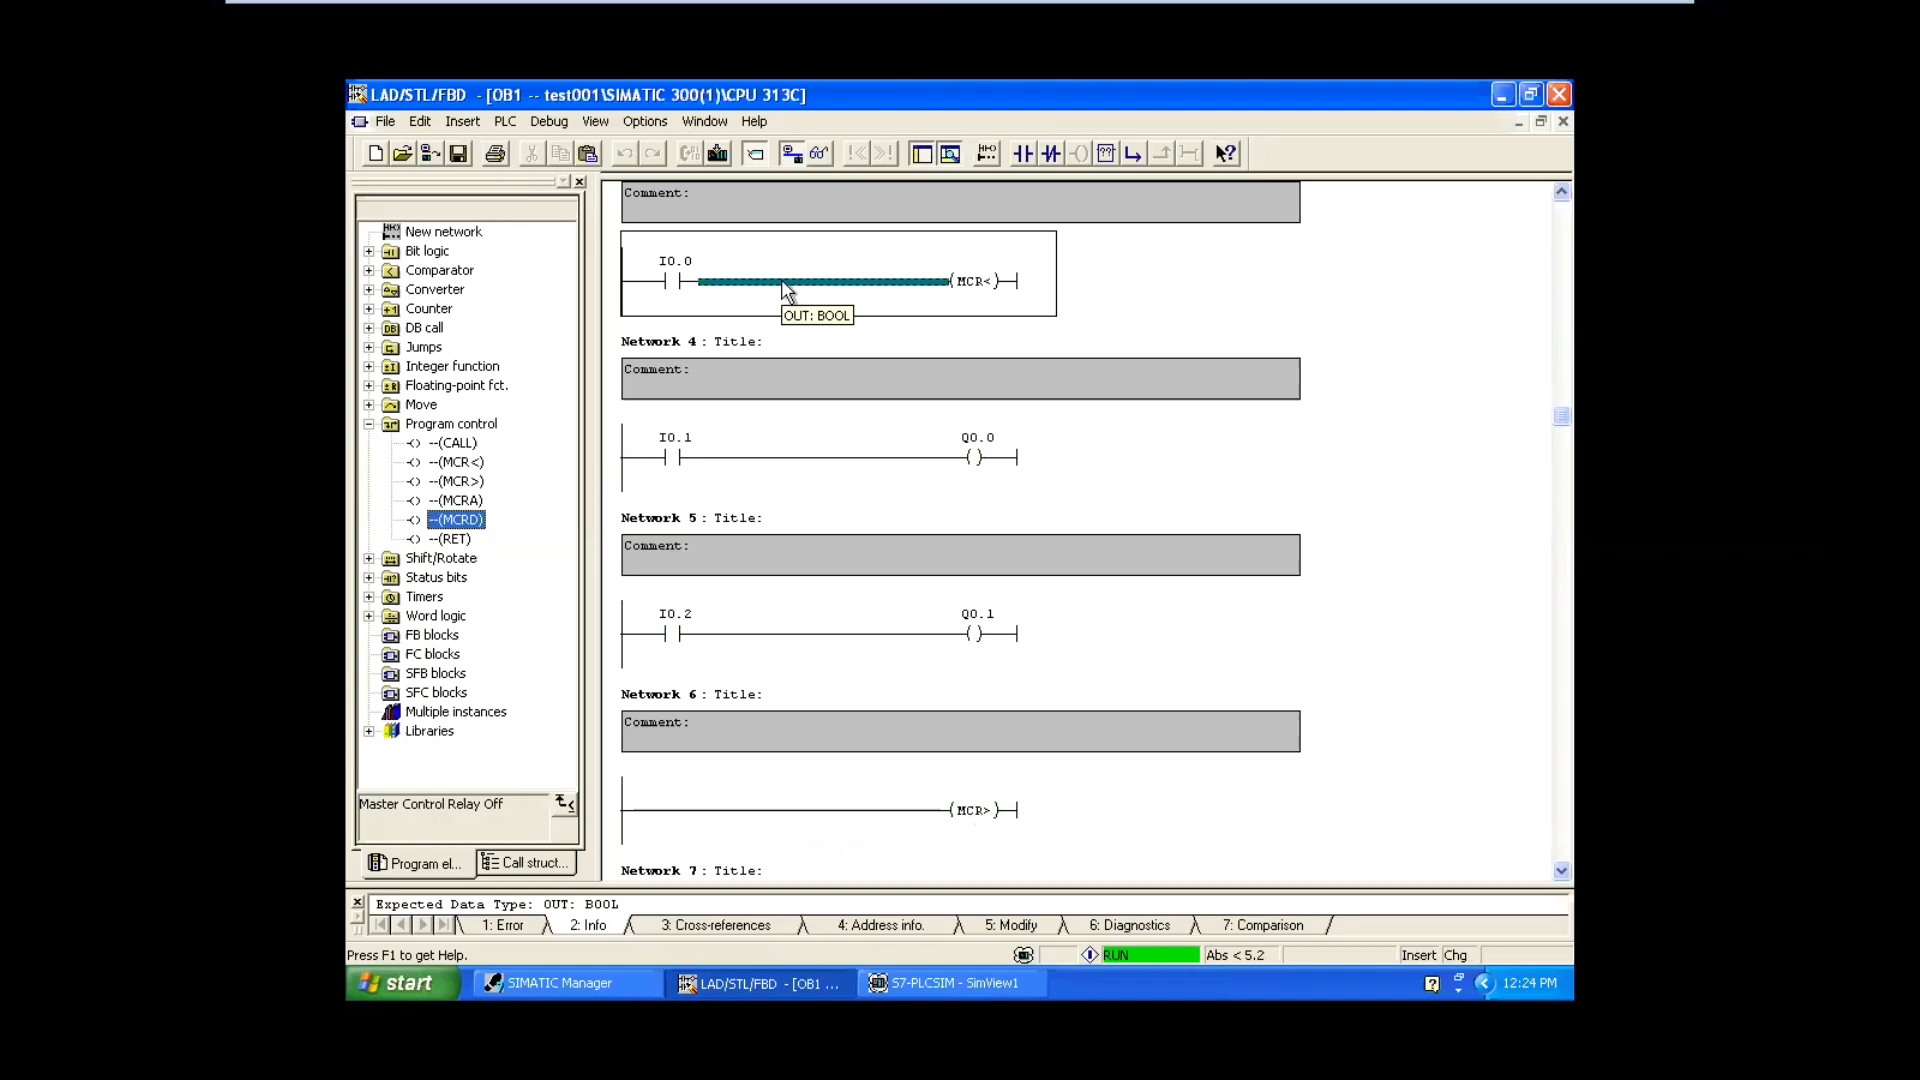 LAD/STL/FBD - [OB1 -- test001\SIMATIC 300(1)\CPU 313C]
File Edit Insert PLC Debug View Options Window Help
New network
Bit logic
Comparator
Converter
Counter
DB call
Jumps
Integer function
Floating-point fct.
Move
Program control
--(CALL)
--(MCR<)
--(MCR>)
--(MCRA)
--(MCRD)
--(RET)
Shift/Rotate
Status bits
Timers
Word logic
FB blocks
FC blocks
SFB blocks
SFC blocks
Multiple instances
Libraries
Master Control Relay Off
Program el... Call struct...
Comment:
I0.0
MCR<
OUT: BOOL
Network 4 : Title:
Comment:
I0.1 Q0.0
Network 5 : Title:
Comment:
I0.2 Q0.1
Network 6 : Title:
Comment:
MCR>
Network 7 : Title:
Expected Data Type: OUT: BOOL
1: Error 2: Info 3: Cross-references 4: Address info. 5: Modify 6: Diagnostics 7: Comparison
Press F1 to get Help. RUN Abs < 5.2 Insert Chg
start SIMATIC Manager LAD/STL/FBD - [OB1 ... S7-PLCSIM - SimView1 12:24 PM